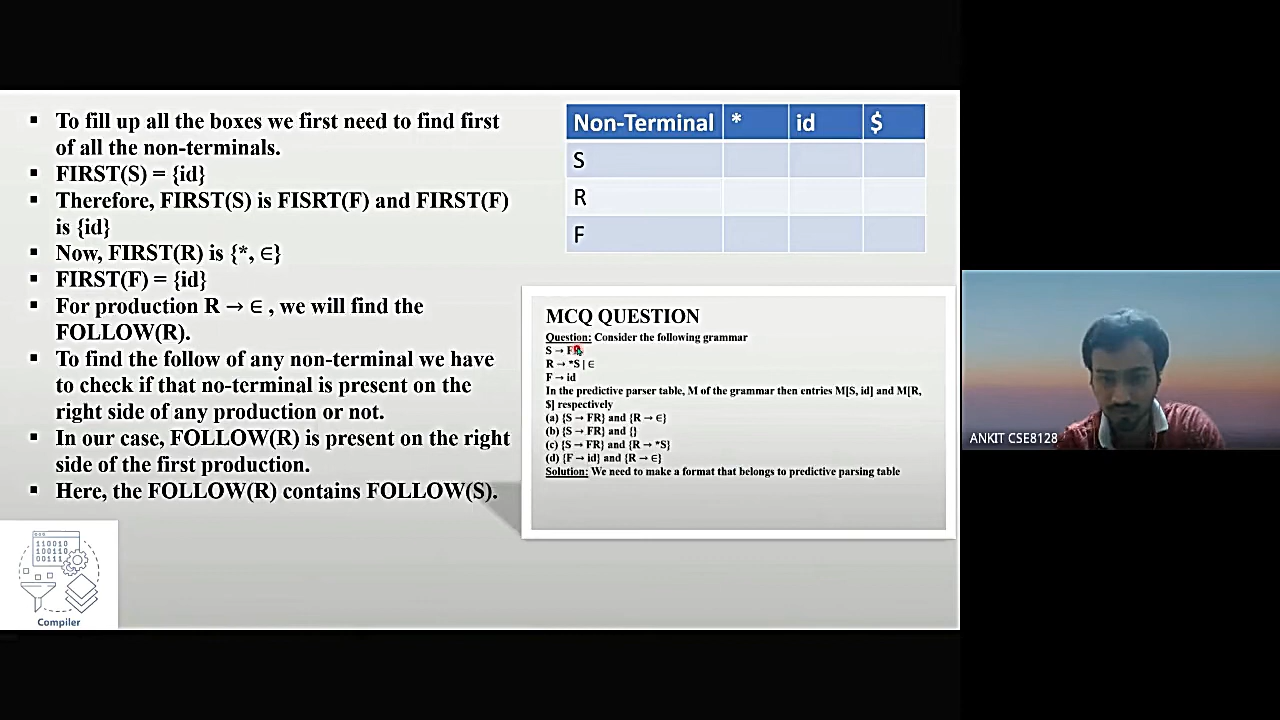 ▪ To fill up all the boxes we first need to find first
of all the non-terminals.
▪ FIRST(S) = {id}
▪ Therefore, FIRST(S) is FISRT(F) and FIRST(F)
is {id}
▪ Now, FIRST(R) is {*, ∈}
▪ FIRST(F) = {id}
▪ For production R → ∈ , we will find the
FOLLOW(R).
▪ To find the follow of any non-terminal we have
to check if that no-terminal is present on the
right side of any production or not.
▪ In our case, FOLLOW(R) is present on the right
side of the first production.
▪ Here, the FOLLOW(R) contains FOLLOW(S).
Non-Terminal * id $
S
R
F
MCQ QUESTION
Question: Consider the following grammar
S → F
R → *S | ∈
F → id
In the predictive parser table, M of the grammar then entries M[S, id] and M[R,
$] respectively
(a) {S → FR} and {R → ∈}
(b) {S → FR} and {}
(c) {S → FR} and {R → *S}
(d) {F → id} and {R → ∈}
Solution: We need to make a format that belongs to predictive parsing table
110010
100110
00111
Compiler
ANKIT CSE8128